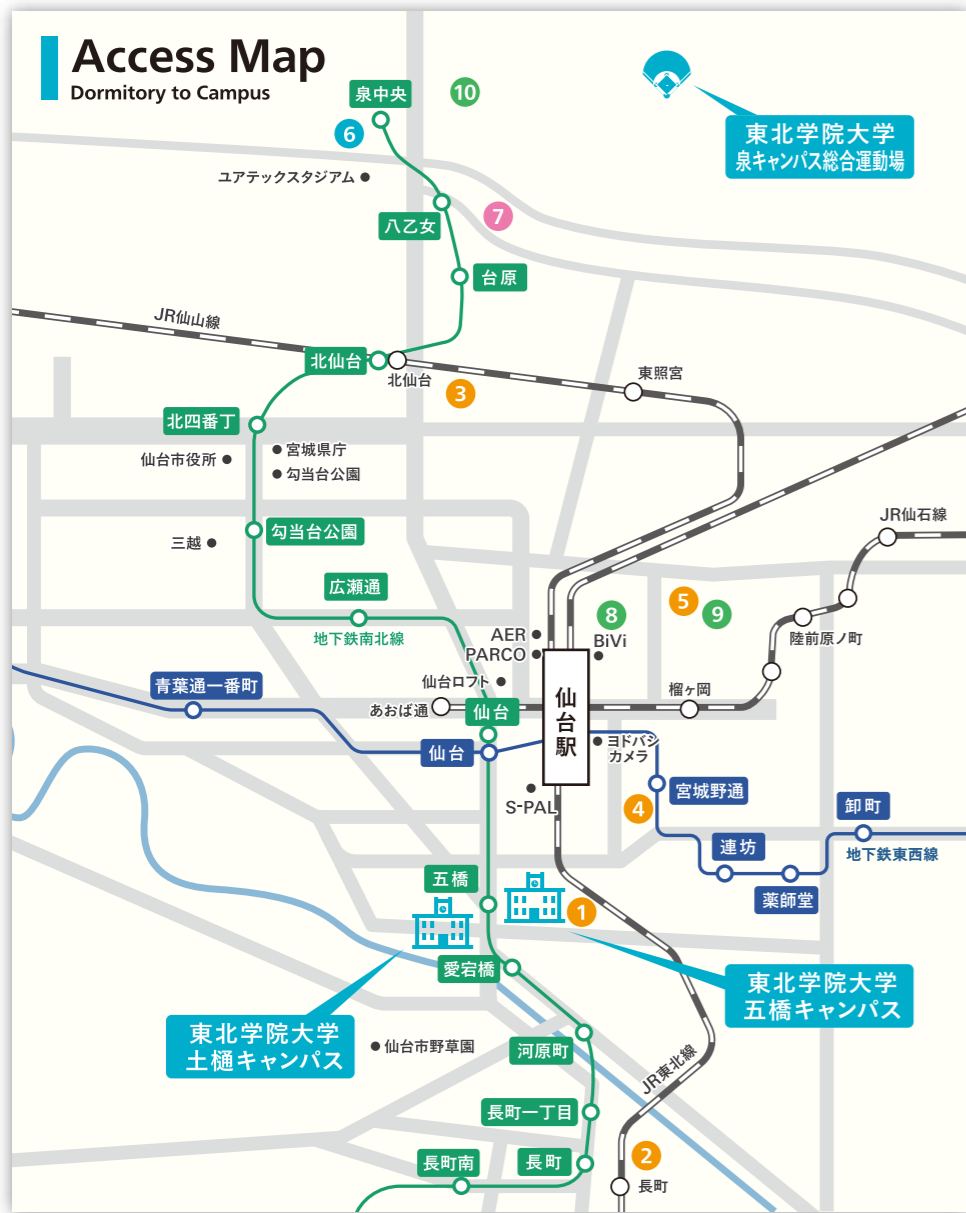 Access Map
Dormitory to Campus
泉中央
10
6
東北学院大学
泉キャンパス総合運動場
ユアテックスタジアム
八乙女
7
台原
JR仙山線
北仙台
北仙台
3
東照宮
北四番丁
宮城県庁
仙台市役所
勾当台公園
JR仙石線
勾当台公園
三越
広瀬通
5
8
9
地下鉄南北線
AER
BiVi
陸前原ノ町
PARCO
仙台ロフト
青葉通一番町
榴ヶ岡
あおば通
仙台
仙台駅
仙台
ヨドバシ
カメラ
宮城野通
S-PAL
4
卸町
連坊
地下鉄東西線
五橋
薬師堂
1
愛宕橋
東北学院大学
五橋キャンパス
東北学院大学
土樋キャンパス
仙台市野草園
河原町
JR東北線
長町一丁目
2
長町南
長町
長町